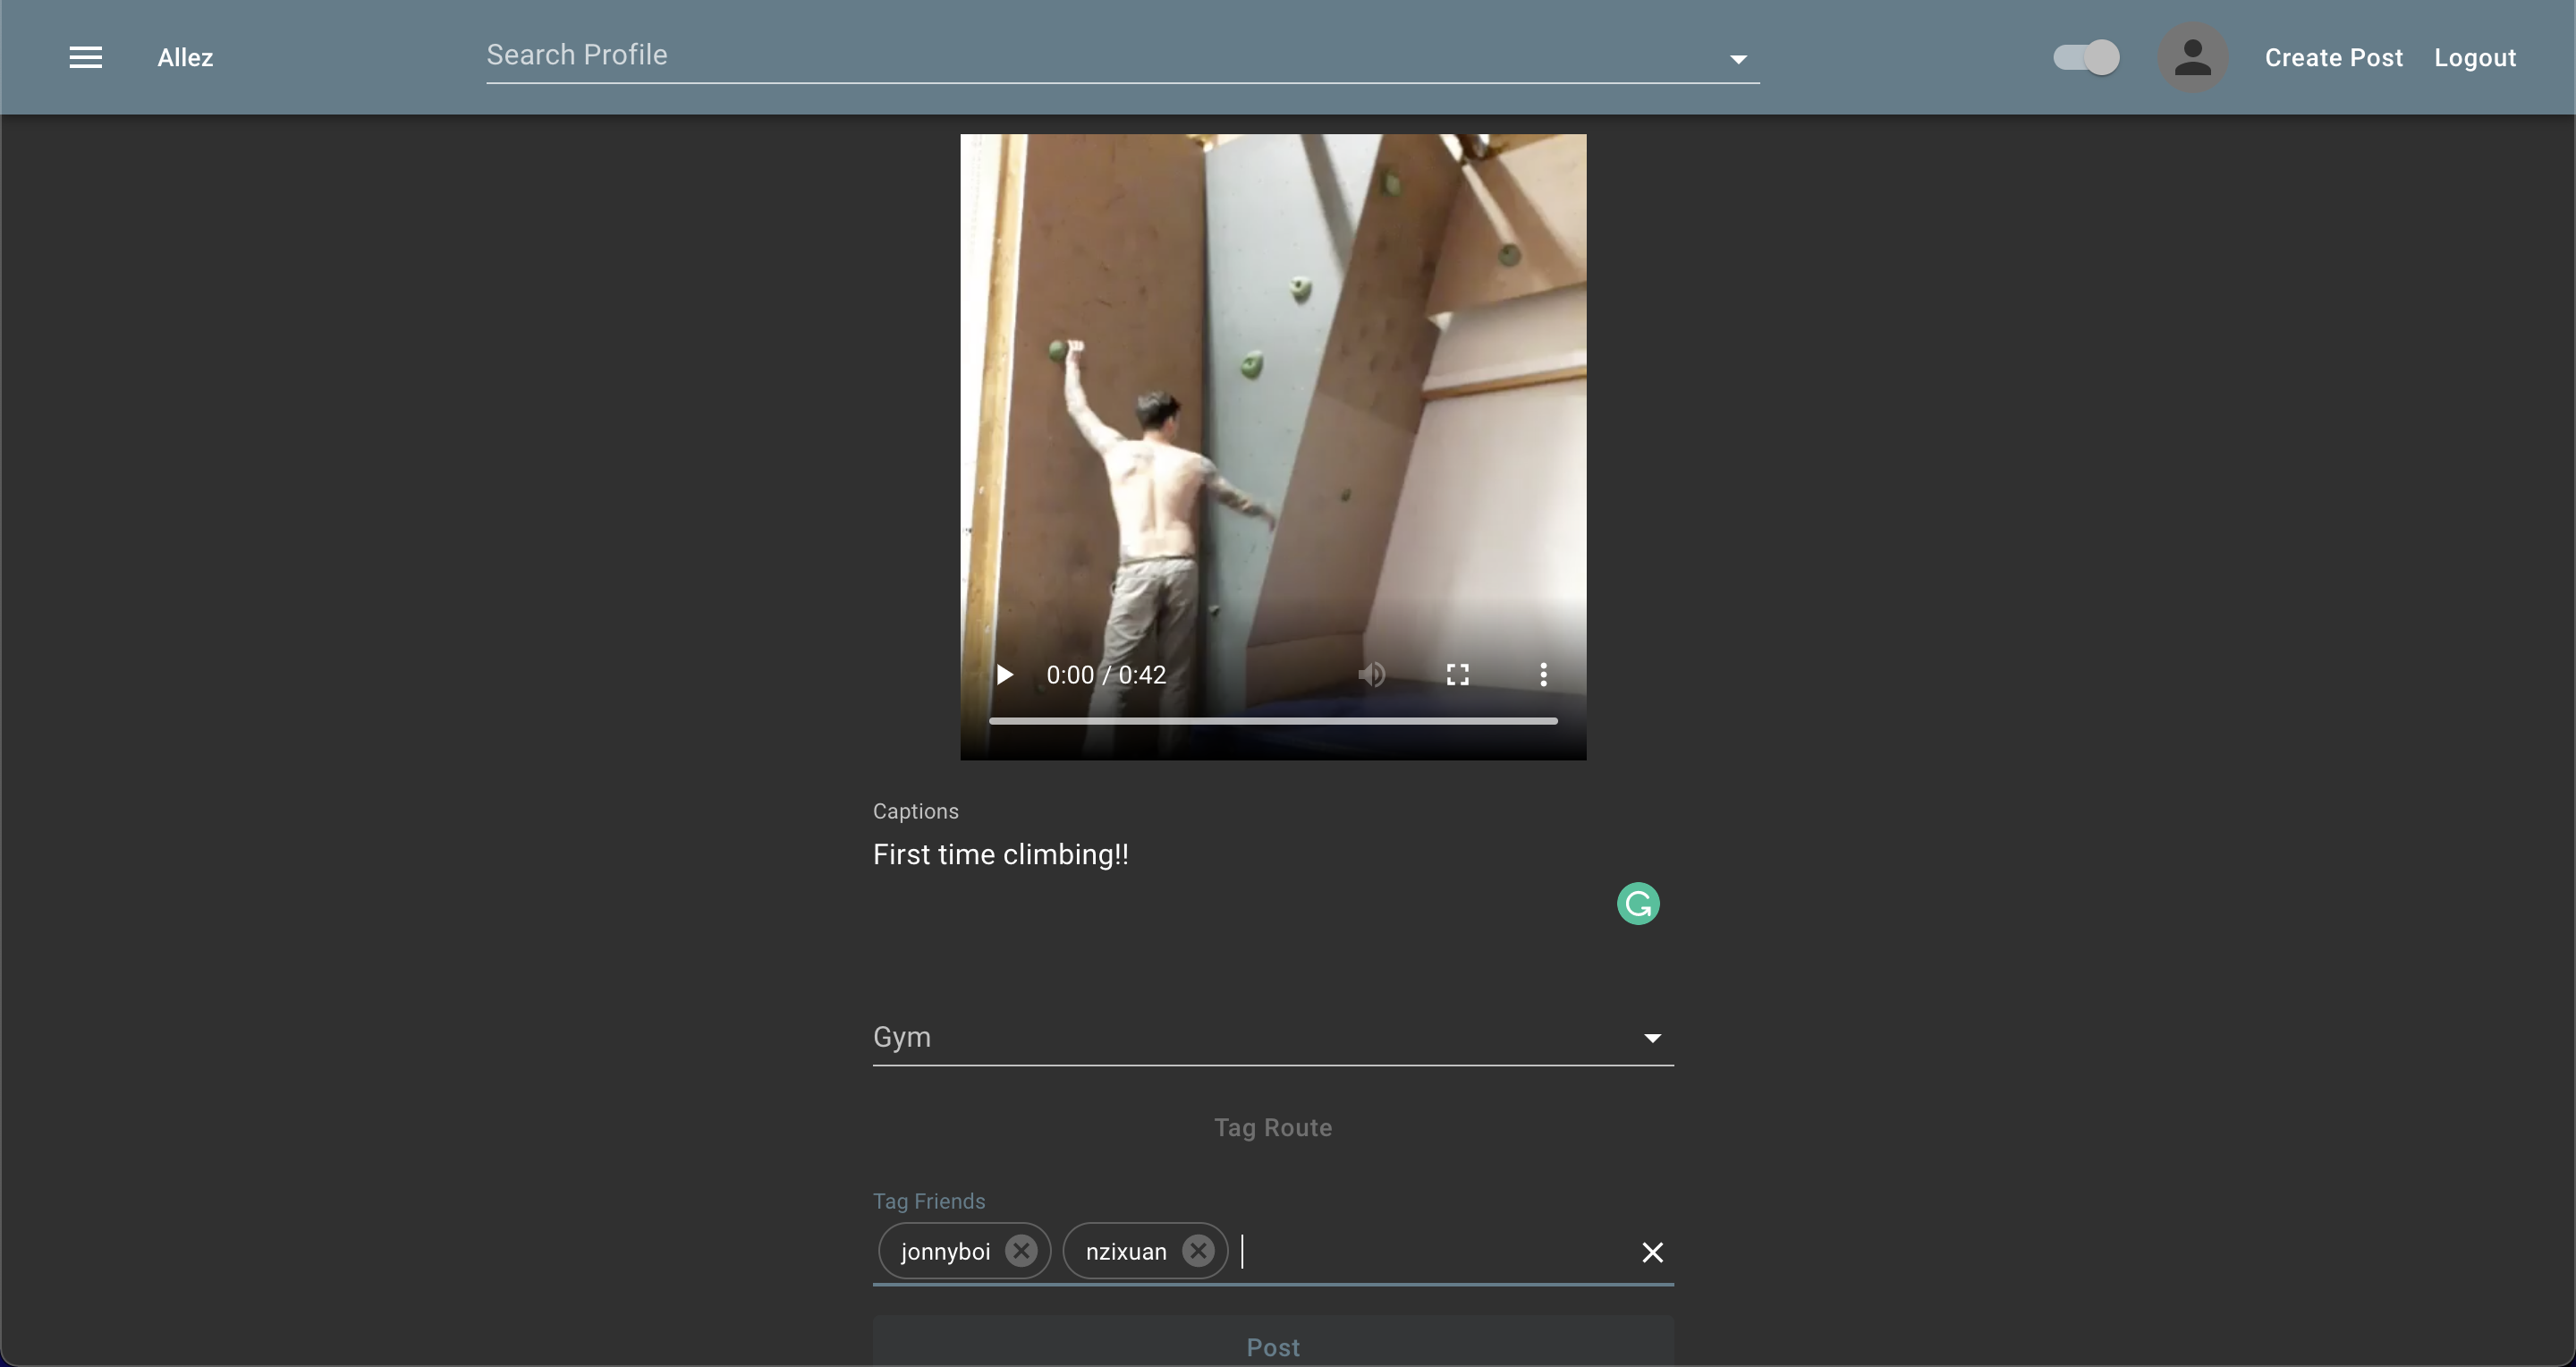 Allez
Search Profile
Create Post
Logout
0:00 / 0:42
Captions
First time climbing!!
Gym
Tag Route
Tag Friends
jonnyboi
nzixuan
Post